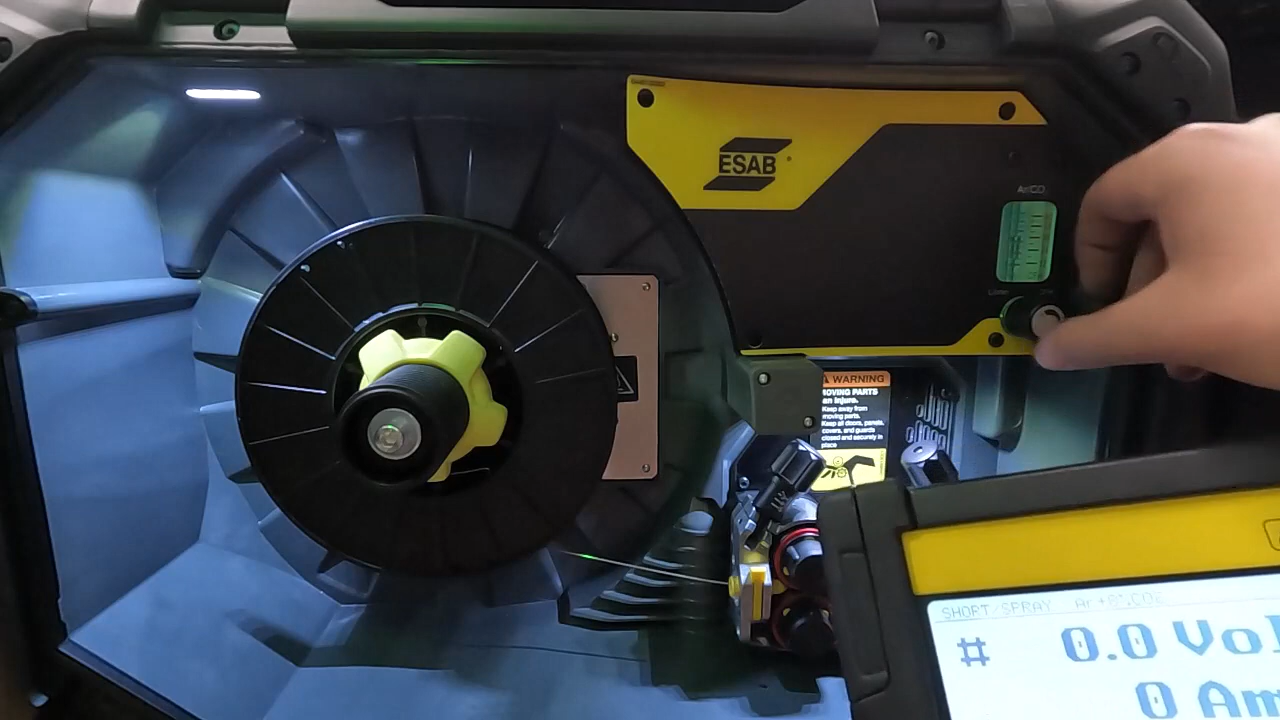 ESAB
Ar/CO
WARNING
MOVING PARTS
an injure.
Keep away from
moving parts.
Keep all doors, panels,
covers, and guards
closed and securely in
place
SHORT/SPRAY Ar+8%CO2
# 0.0 Vol
0 Am